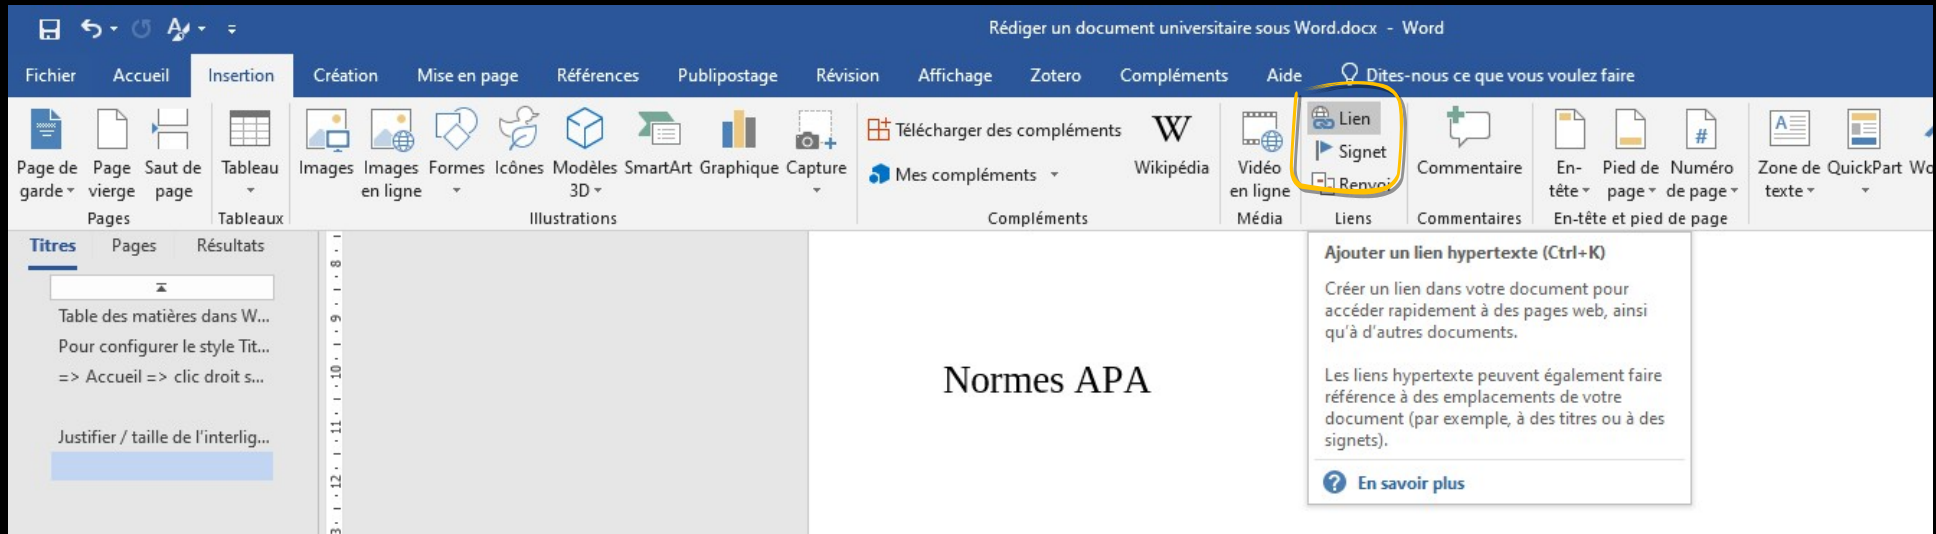 Rédiger un document universitaire sous Word.docx - Word
Fichier Accueil Insertion Création Mise en page Références Publipostage Révision Affichage Zotero Compléments Aide Dites-nous ce que vous voulez faire
Page de garde
Page vierge
Saut de page
Pages
Tableau
Tableaux
Images
Images en ligne
Formes
Icônes
Modèles 3D
SmartArt
Graphique
Capture
Illustrations
Télécharger des compléments
Mes compléments
W
Wikipédia
Compléments
Vidéo en ligne
Média
Lien
Signet
Renvoi
Liens
Commentaire
Commentaires
En-tête
Pied de page
#
Numéro de page
En-tête et pied de page
A
Zone de texte
QuickPart
Titres Pages Résultats
Table des matières dans W...
Pour configurer le style Tit...
=> Accueil => clic droit s...
Justifier / taille de l'interlig...
8
9
10
11
12
Normes APA
Ajouter un lien hypertexte (Ctrl+K)
Créer un lien dans votre document pour
accéder rapidement à des pages web, ainsi
qu'à d'autres documents.
Les liens hypertexte peuvent également faire
référence à des emplacements de votre
document (par exemple, à des titres ou à des
signets).
? En savoir plus